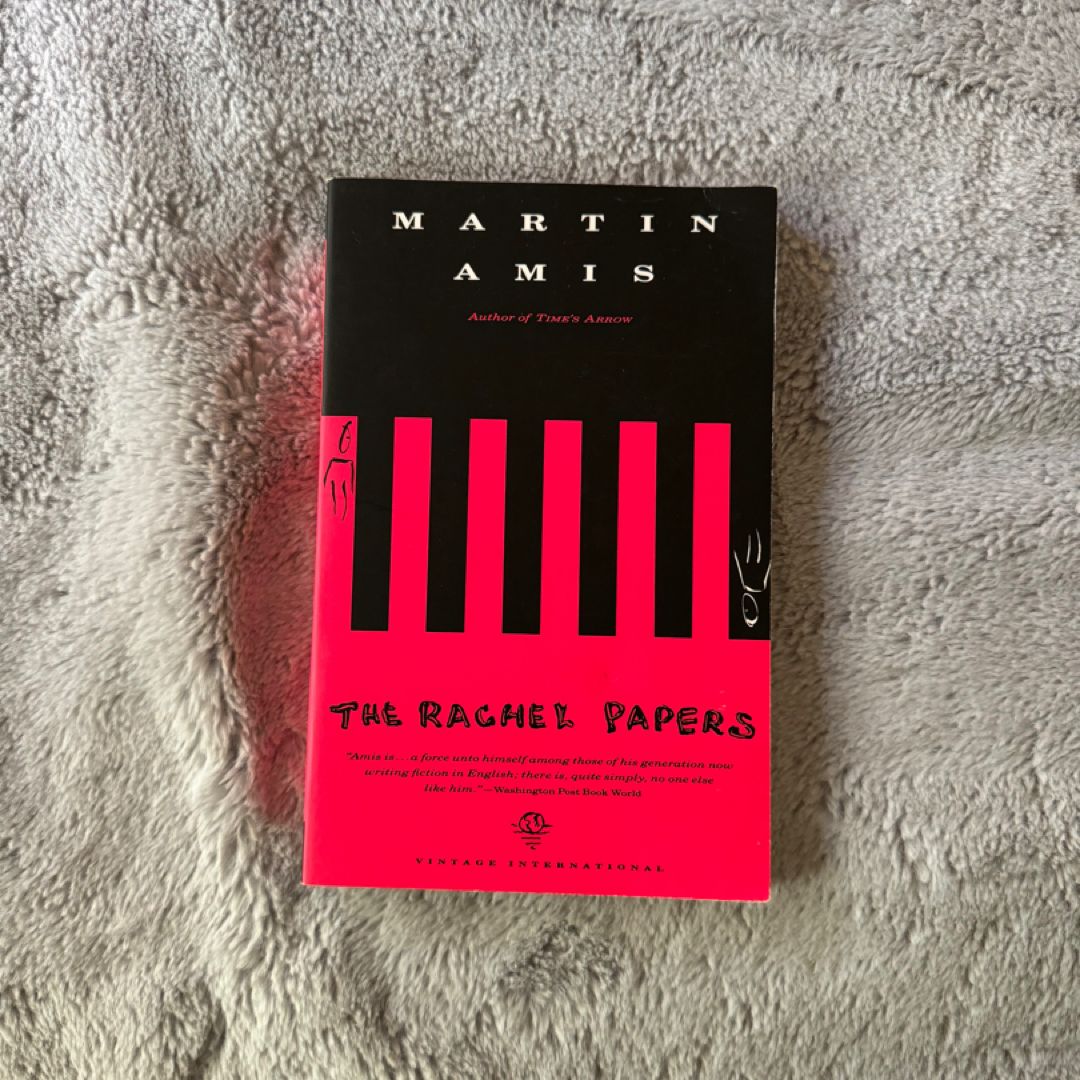 MARTIN
AMIS
Author of TIME'S ARROW
THE RACHEL PAPERS
"Amis is . . . a force unto himself among those of his generation now
writing fiction in English, there is, quite simply, no one else
like him."—Washington Post Book World
VINTAGE INTERNATIONAL